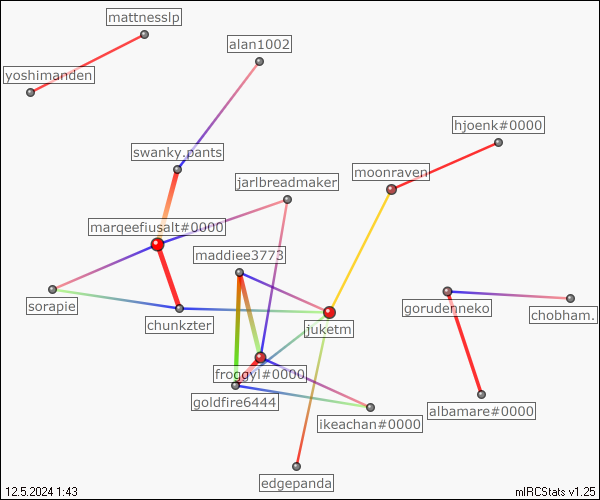 mattnesslp
alan1002
yoshimanden
hjoenk#0000
swanky.pants
moonraven
jarlbreadmaker
marqeefiusalt#0000
maddiee3773
sorapie
gorudenneko
chobham.
chunkzter
juketm
froggyl#0000
goldfire6444
albamare#0000
ikeachan#0000
edgepanda
12.5.2024 1:43
mIRCStats v1.25